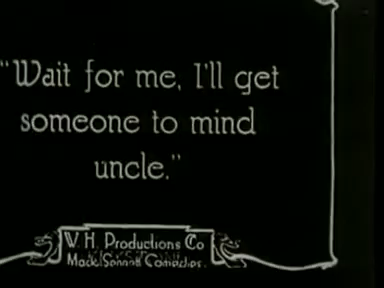 "Wait for me, I'll get
someone to mind
uncle."
W. H. Productions Co
Mack Sennett Comedies.